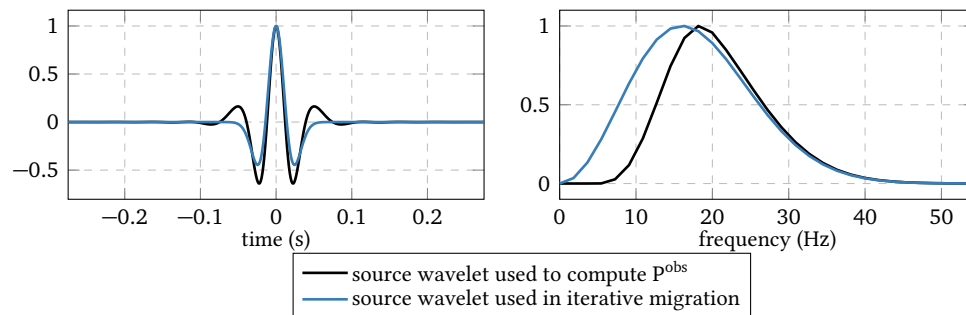 1
0.5
0
−0.5
−0.2 −0.1 0 0.1 0.2
time (s)
1
0.5
0
0 10 20 30 40 50
frequency (Hz)
source wavelet used to compute Pobs
source wavelet used in iterative migration